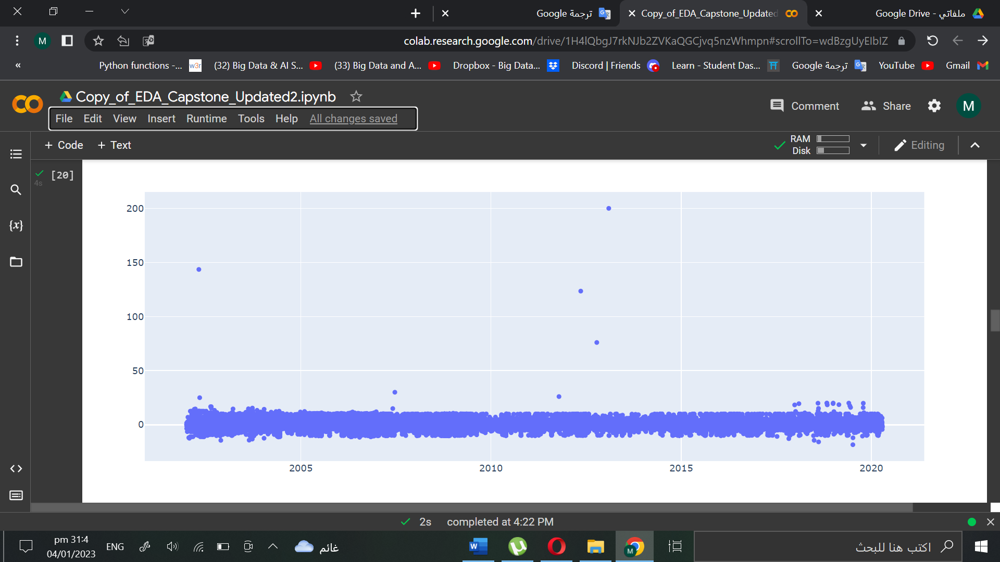 Copy_of_EDA_Capstone_Updated
ترجمة Google
ملفاتي - Google Drive
M
colab.research.google.com/drive/1H4lQbgJ7rkNJb2ZVKaQGCjvq5nzWhmpn#scrollTo=wdBzgUyEIbIZ
«
Python functions -...
w3r
(32) Big Data & AI S...
(33) Big Data and A...
Dropbox - Big Data...
Discord | Friends
Learn - Student Das...
ترجمة Google
YouTube
Gmail
Copy_of_EDA_Capstone_Updated2.ipynb
File Edit View Insert Runtime Tools Help All changes saved
Comment
Share
M
+ Code + Text
RAM
Disk
Editing
[20]
4s
{x}
200
150
100
50
0
2005 2010 2015 2020
2s completed at 4:22 PM
pm 31:4
04/01/2023
ENG
غائم
W
M
اكتب هنا للبحث